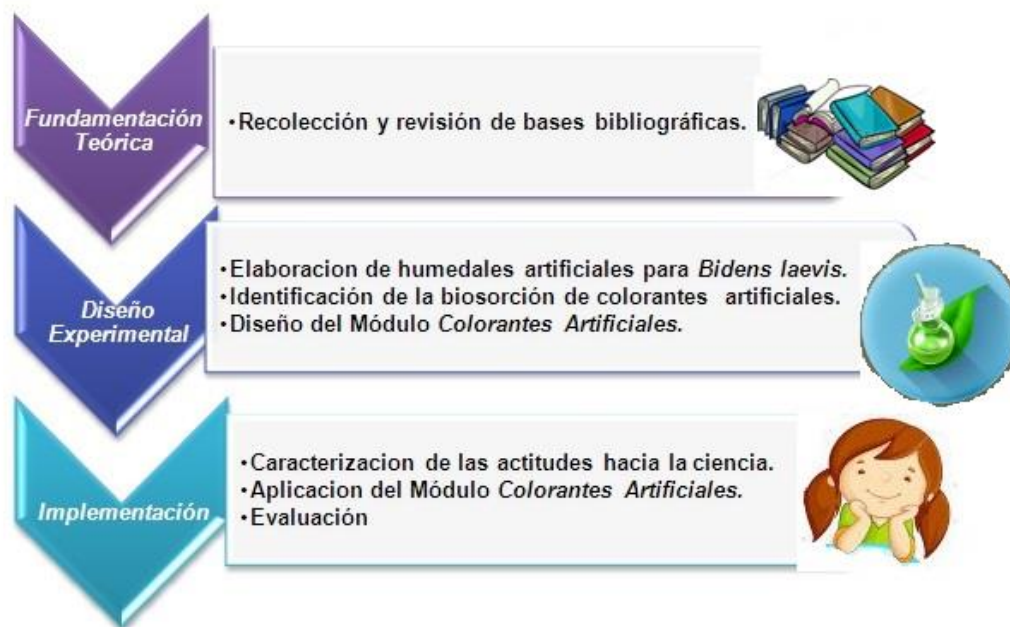 Fundamentación
Teórica
•Recolección y revisión de bases bibliográficas.
Diseño
Experimental
•Elaboracion de humedales artificiales para Bidens laevis.
•Identificación de la biosorción de colorantes artificiales.
•Diseño del Módulo Colorantes Artificiales.
Implementación
•Caracterizacion de las actitudes hacia la ciencia.
•Aplicacion del Módulo Colorantes Artificiales.
•Evaluación